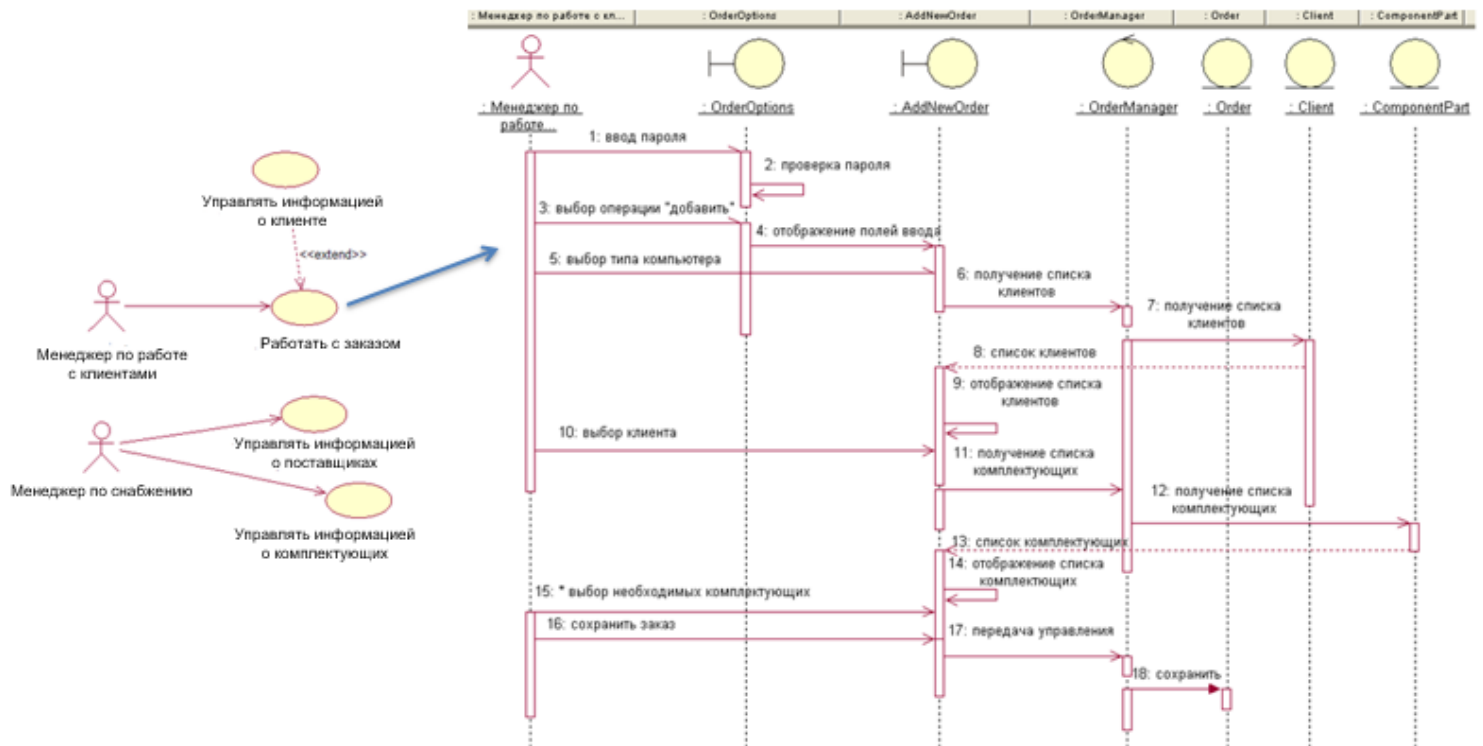 : Менеджер по работе с кл...
: OrderOptions
: AddNewOrder
: OrderManager
: Order
: Client
: ComponentPart
: Менеджер по
работе...
: OrderOptions
: AddNewOrder
: OrderManager
: Order
: Client
: ComponentPart
1: ввод пароля
2: проверка пароля
3: выбор операции "добавить"
4: отображение полей ввода
5: выбор типа компьютера
6: получение списка
клиентов
7: получение списка
клиентов
8: список клиентов
9: отображение списка
клиентов
10: выбор клиента
11: получение списка
комплектующих
12: получение списка
комплектующих
13: список комплектующих
14: отображение списка
комплектющих
15: * выбор необходимых комплектующих
16: сохранить заказ
17: передача управления
18: сохранить
Управлять информацией
о клиенте
<<extend>>
Работать с заказом
Менеджер по работе
с клиентами
Управлять информацией
о поставщиках
Менеджер по снабжению
Управлять информацией
о комплектующих